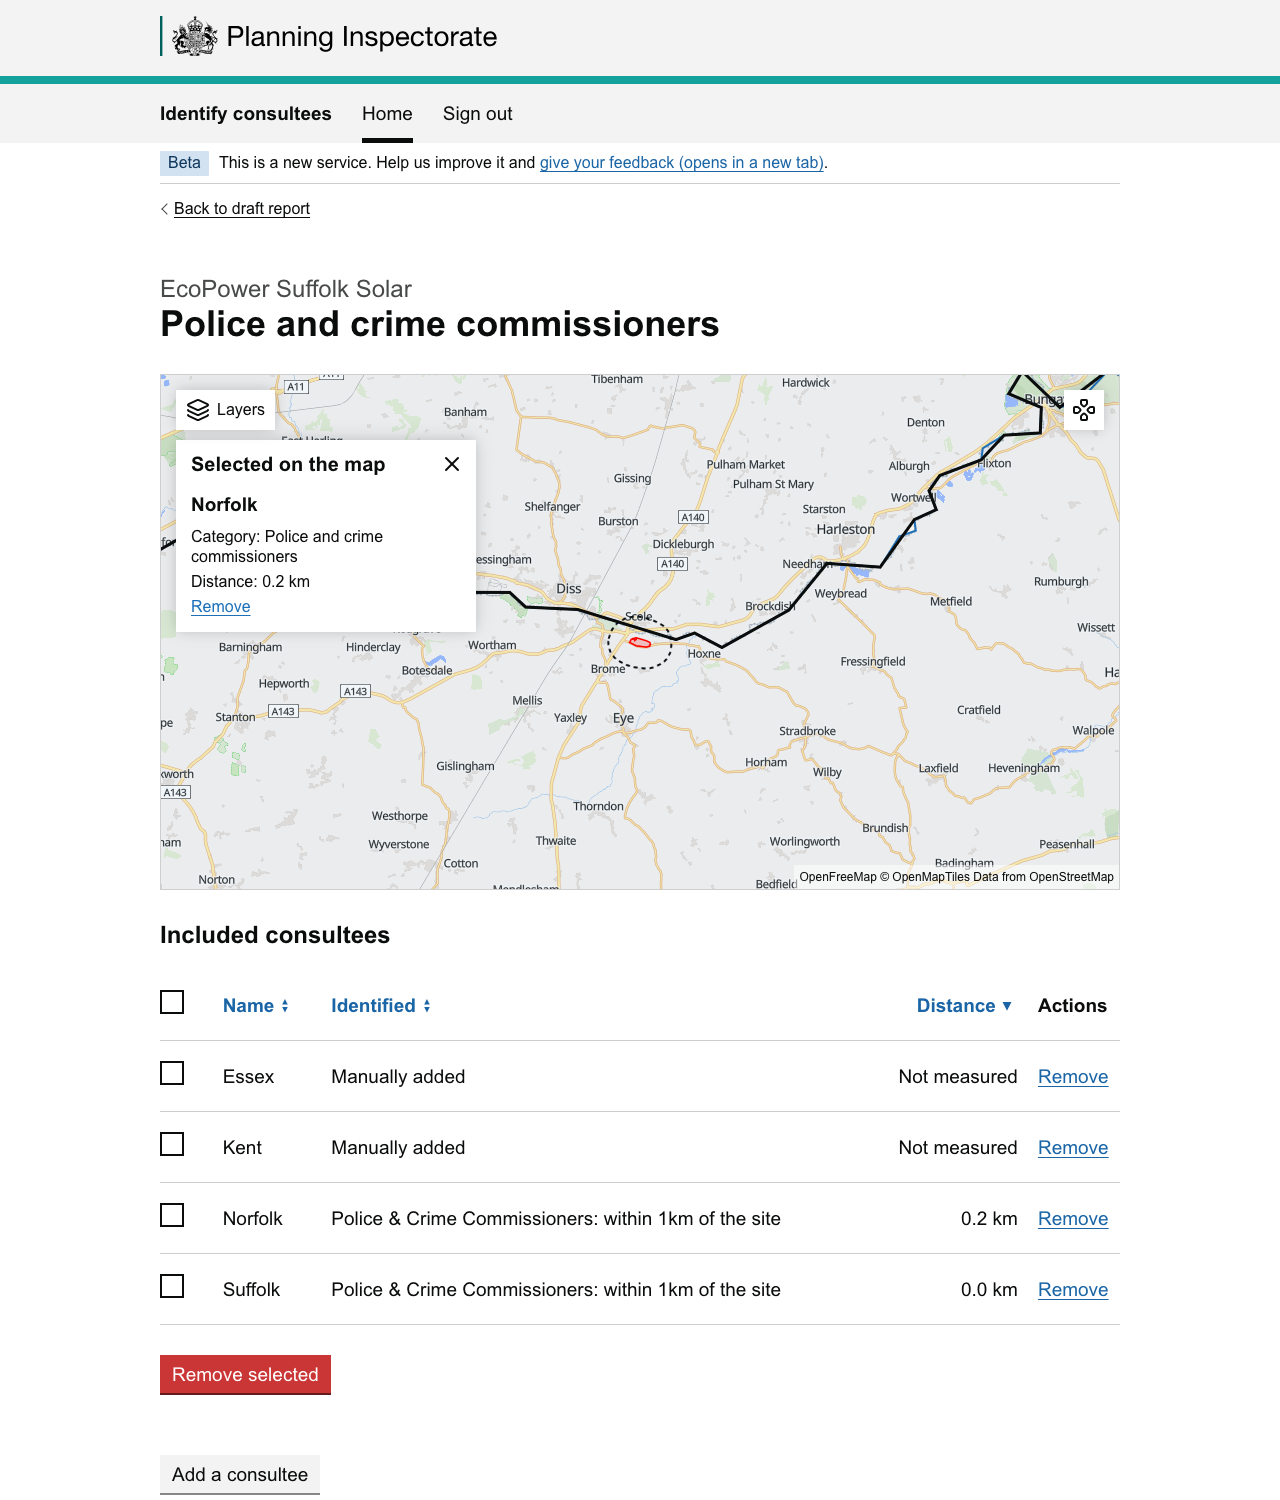 Planning Inspectorate
Identify consultees Home Sign out
Beta This is a new service. Help us improve it and give your feedback (opens in a new tab).
Back to draft report
EcoPower Suffolk Solar
Police and crime commissioners
Tibenham
Hardwick
A11
Layers
Banham
Denton
Selected on the map
Norfolk
Category: Police and crime
commissioners
Distance: 0.2 km
Remove
Pulham Market
Alburgh
Flixton
Gissing
Pulham St Mary
Wortwell
Shelfanger
Starston
Burston
A140
Harleston
Dickleburgh
A140
Needham
Diss
Rumburgh
Weybread
Brockdish
Metfield
Scole
Wissett
Barningham
Hinderclay
Wortham
Hoxne
Fressingfield
Botesdale
Brome
Hepworth
A143
Mellis
Stanton
A143
Yaxley
Eye
Cratfield
Stradbroke
Walpole
Gislingham
Horham
Wilby
Laxfield
Heveningham
A143
Thorndon
Westhorpe
Brundish
Wyverstone
Thwaite
Worlingworth
Peasenhall
Cotton
Badingham
Norton
OpenFreeMap © OpenMapTiles Data from OpenStreetMap
Included consultees
Name Identified Distance Actions
Essex Manually added Not measured Remove
Kent Manually added Not measured Remove
Norfolk Police & Crime Commissioners: within 1km of the site 0.2 km Remove
Suffolk Police & Crime Commissioners: within 1km of the site 0.0 km Remove
Remove selected
Add a consultee